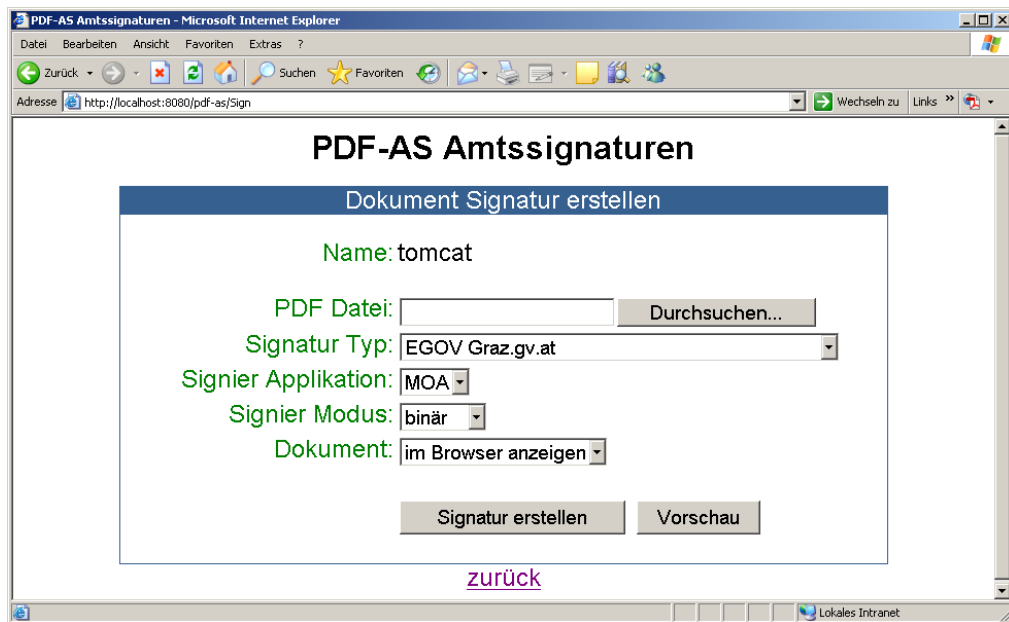 PDF-AS Amtssignaturen - Microsoft Internet Explorer
Datei Bearbeiten Ansicht Favoriten Extras ?
Zurück Suchen Favoriten
Adresse http://localhost:8080/pdf-as/Sign Wechseln zu Links »
PDF-AS Amtssignaturen
Dokument Signatur erstellen
Name: tomcat
PDF Datei: Durchsuchen...
Signatur Typ: EGOV Graz.gv.at
Signier Applikation: MOA
Signier Modus: binär
Dokument: im Browser anzeigen
Signatur erstellen Vorschau
zurück
Lokales Intranet